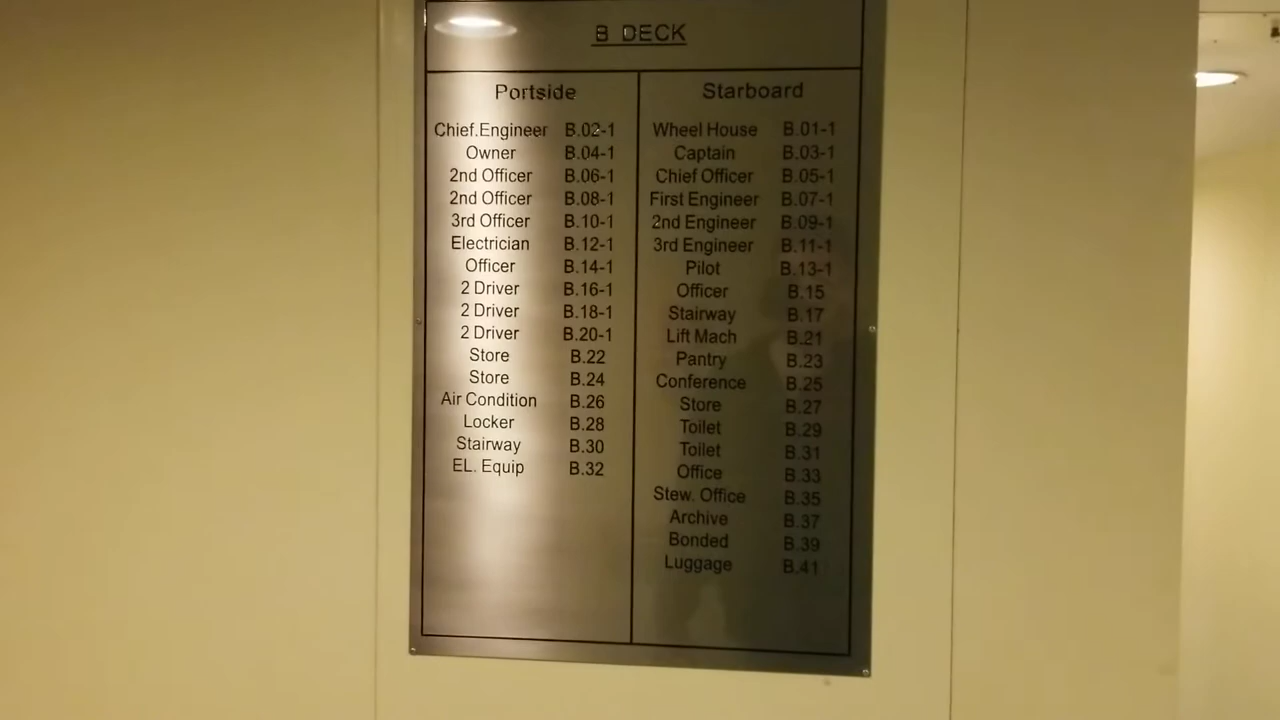 B DECK
Portside
Chief.Engineer B.02-1
Owner B.04-1
2nd Officer B.06-1
2nd Officer B.08-1
3rd Officer B.10-1
Electrician B.12-1
Officer B.14-1
2 Driver B.16-1
2 Driver B.18-1
2 Driver B.20-1
Store B.22
Store B.24
Air Condition B.26
Locker B.28
Stairway B.30
EL. Equip B.32
Starboard
Wheel House B.01-1
Captain B.03-1
Chief Officer B.05-1
First Engineer B.07-1
2nd Engineer B.09-1
3rd Engineer B.11-1
Pilot B.13-1
Officer B.15
Stairway B.17
Lift Mach B.21
Pantry B.23
Conference B.25
Store B.27
Toilet B.29
Toilet B.31
Office B.33
Stew. Office B.35
Archive B.37
Bonded B.39
Luggage B.41